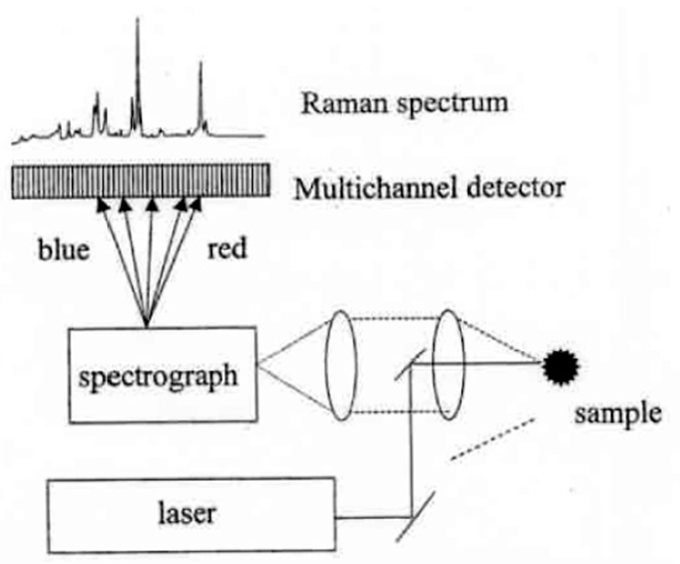 Raman spectrum
Multichannel detector
blue
red
spectrograph
sample
laser